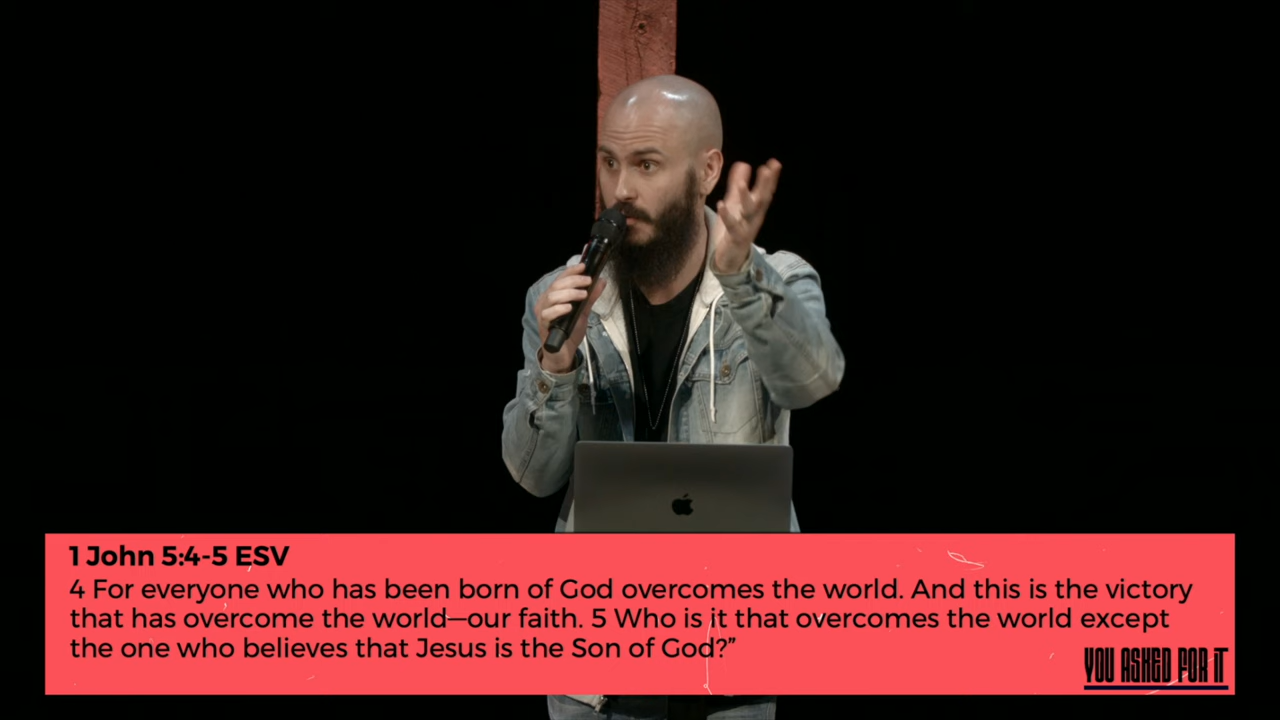 1 John 5:4-5 ESV
4 For everyone who has been born of God overcomes the world. And this is the victory
that has overcome the world—our faith. 5 Who is it that overcomes the world except
the one who believes that Jesus is the Son of God?”
YOU ASKED FOR IT